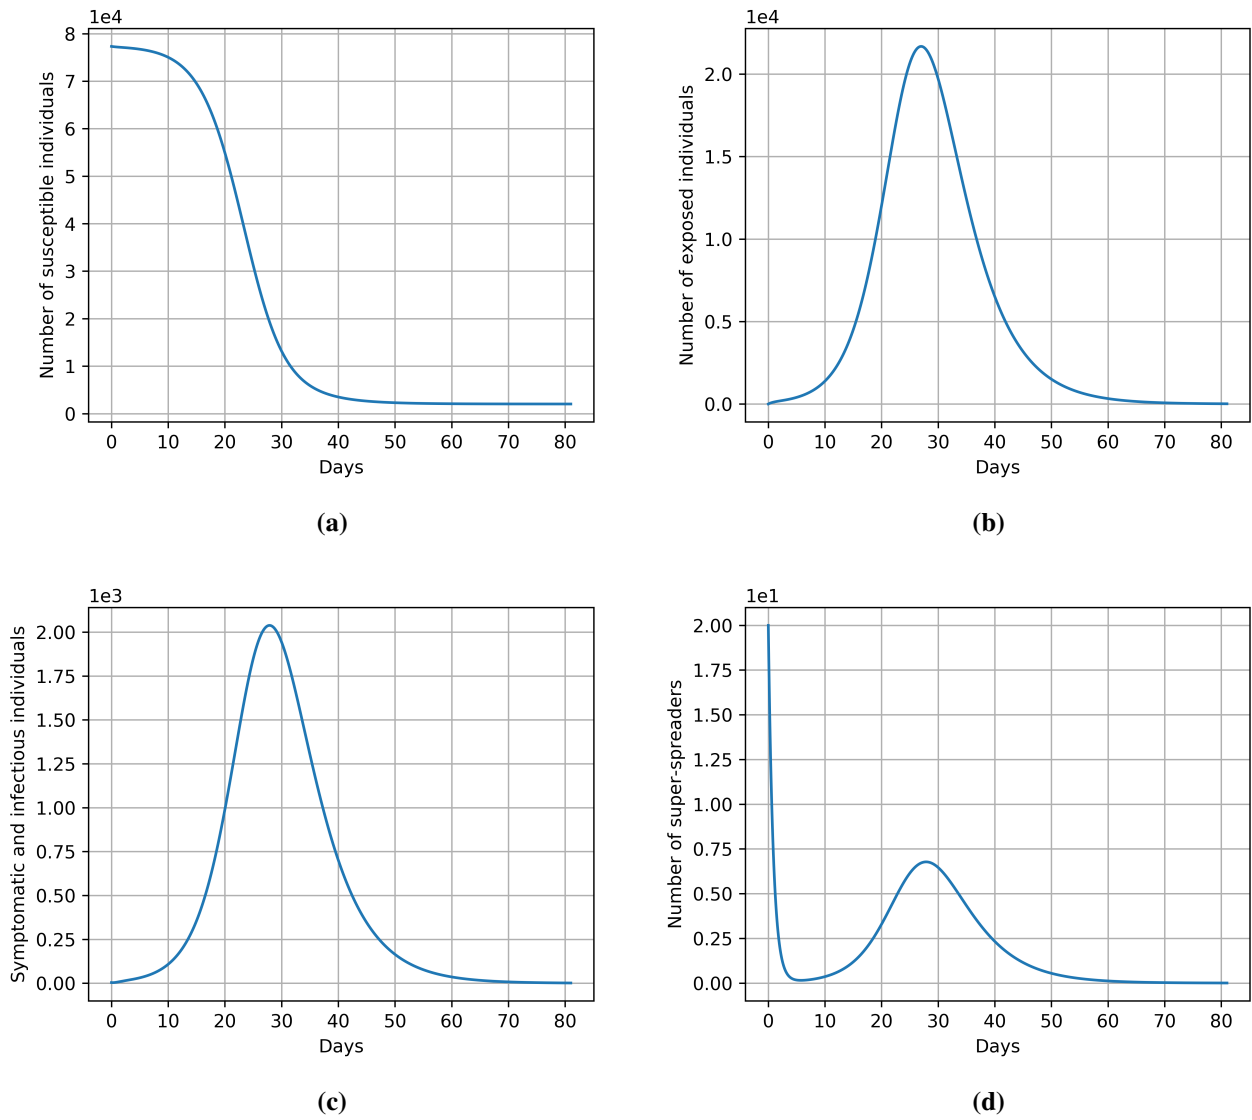 1e4
Number of susceptible individuals
8
7
6
5
4
3
2
1
0
0 10 20 30 40 50 60 70 80
Days
(a)
1e4
Number of exposed individuals
2.0
1.5
1.0
0.5
0.0
0 10 20 30 40 50 60 70 80
Days
(b)
1e3
Symptomatic and infectious individuals
2.00
1.75
1.50
1.25
1.00
0.75
0.50
0.25
0.00
0 10 20 30 40 50 60 70 80
Days
(c)
1e1
Number of super-spreaders
2.00
1.75
1.50
1.25
1.00
0.75
0.50
0.25
0.00
0 10 20 30 40 50 60 70 80
Days
(d)